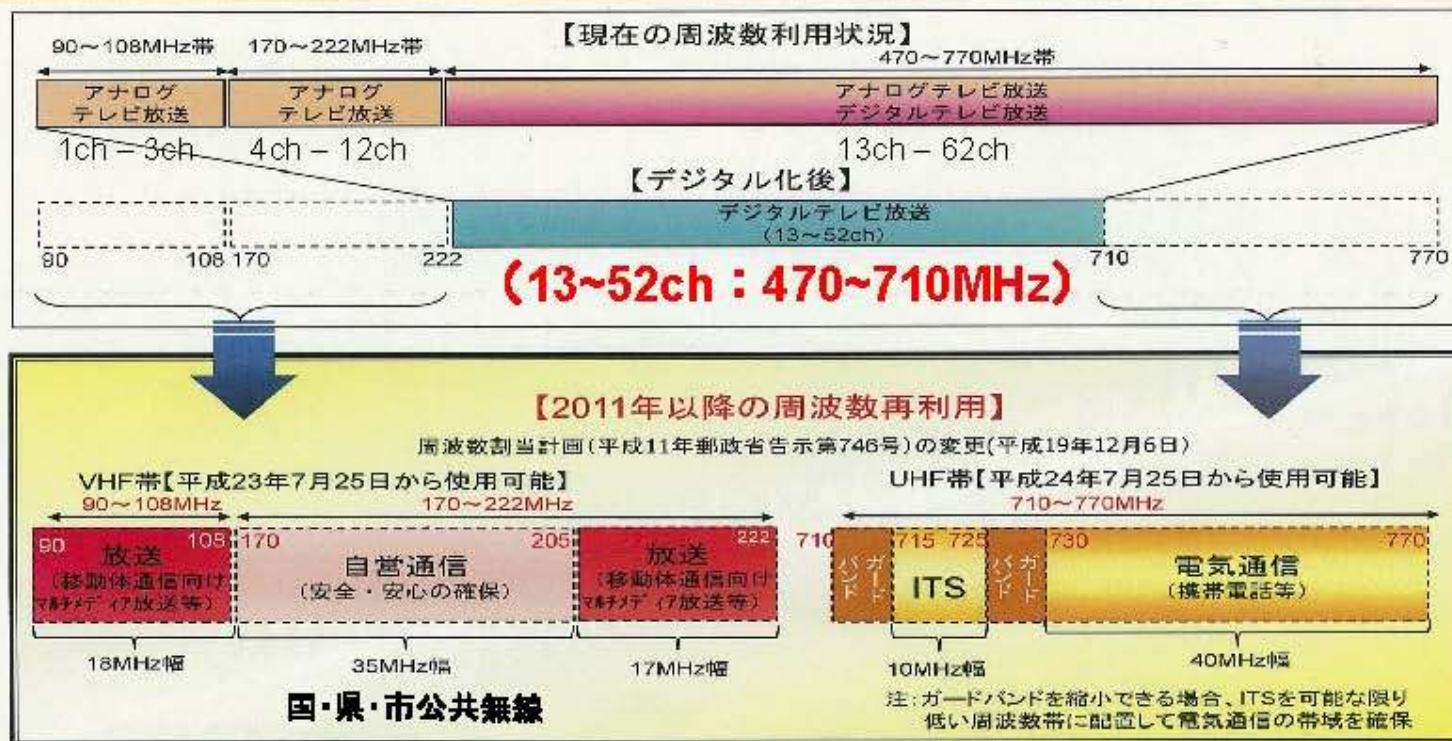 【現在の周波数利用状況】
90～108MHz帯 170～222MHz帯 470～770MHz帯
アナログ
テレビ放送
アナログ
テレビ放送
アナログテレビ放送
デジタルテレビ放送
1ch – 3ch 4ch – 12ch 13ch – 62ch
【デジタル化後】
デジタルテレビ放送
(13～52ch)
90 108 170 222 710 770
（13~52ch：470~710MHz）
【2011年以降の周波数再利用】
周波数割当計画(平成11年郵政省告示第746号)の変更(平成19年12月6日)
VHF帯【平成23年7月25日から使用可能】
90～108MHz 170～222MHz
UHF帯【平成24年7月25日から使用可能】
710～770MHz
90 108
放送
(移動体通信向け
マルチメディア放送等)
170 205
自営通信
(安全・安心の確保)
222
放送
(移動体通信向け
マルチメディア放送等)
710
ガード
バンド
715 725
ITS
ガード
バンド
730 770
電気通信
(携帯電話等)
18MHz幅 35MHz幅 17MHz幅 10MHz幅 40MHz幅
国・県・市公共無線
注：ガードバンドを縮小できる場合、ITSを可能な限り
低い周波数帯に配置して電気通信の帯域を確保